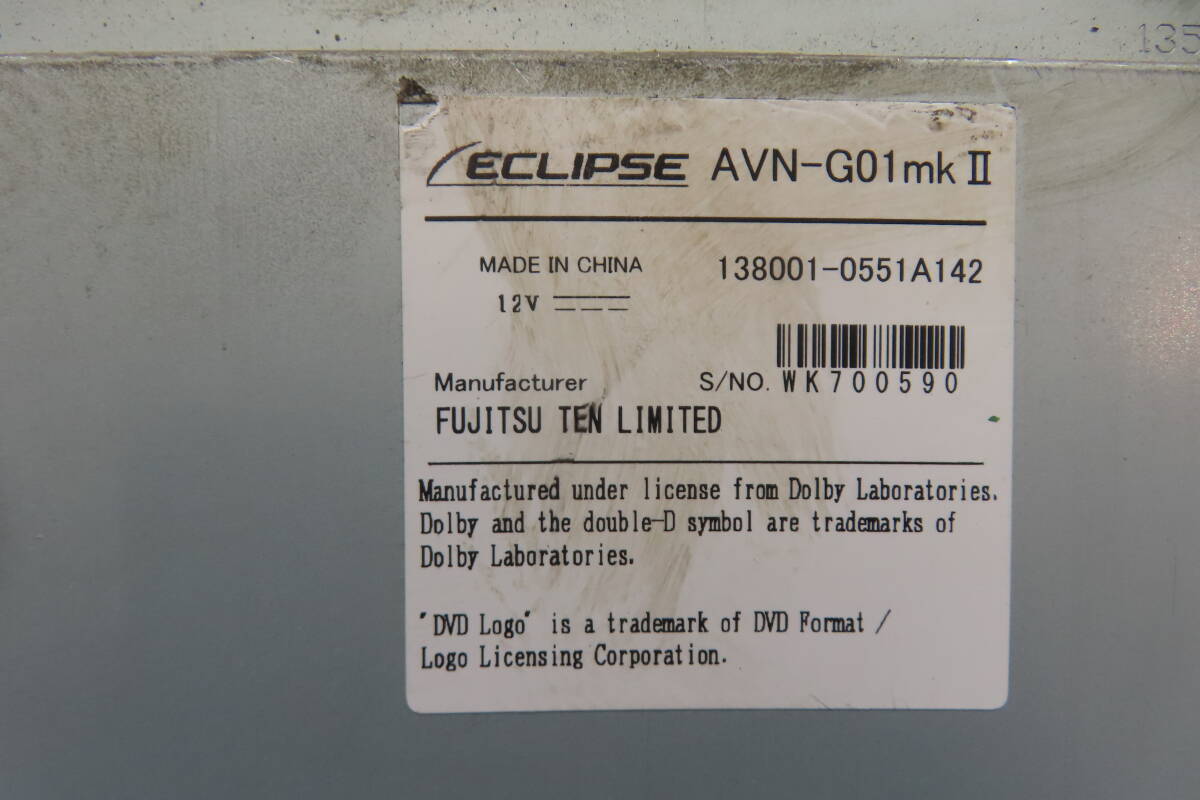 135
ECLIPSE AVN-G01mk II
MADE IN CHINA 138001-0551A142
12V
Manufacturer S/NO. WK700590
FUJITSU TEN LIMITED
Manufactured under license from Dolby Laboratories.
Dolby and the double-D symbol are trademarks of
Dolby Laboratories.
"DVD Logo" is a trademark of DVD Format /
Logo Licensing Corporation.